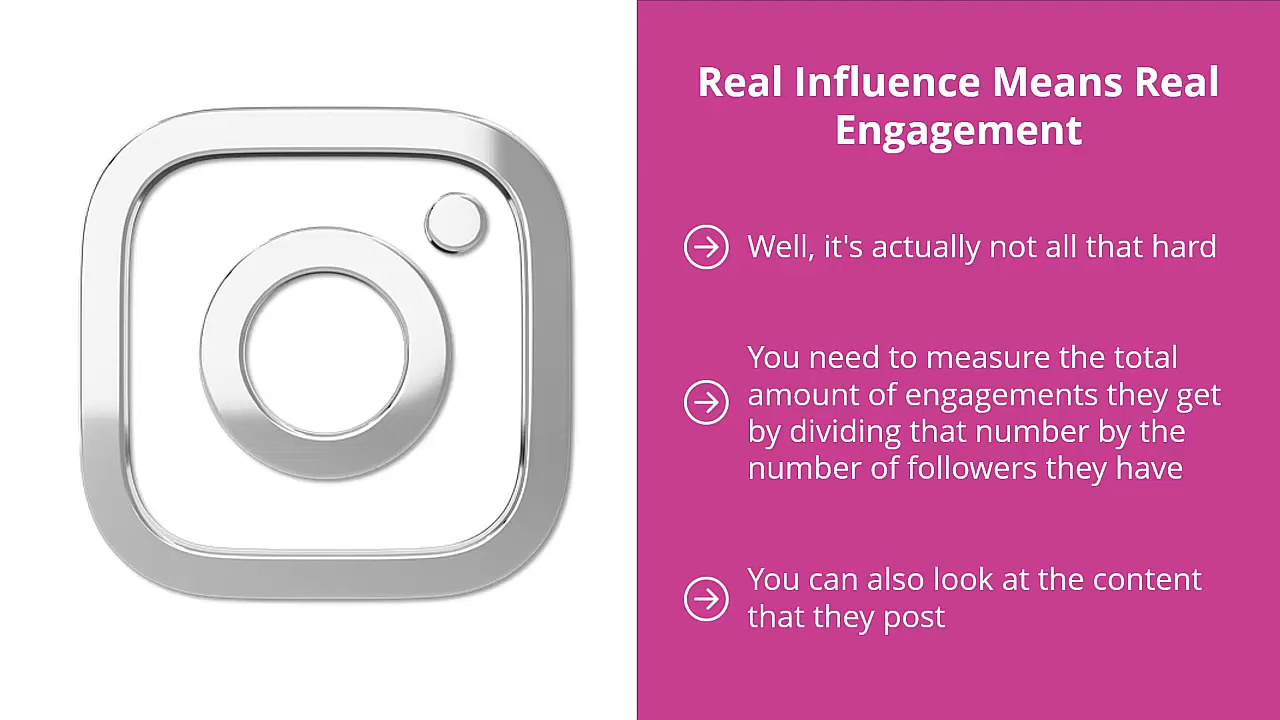 Real Influence Means Real
Engagement
Well, it's actually not all that hard
You need to measure the total
amount of engagements they get
by dividing that number by the
number of followers they have
You can also look at the content
that they post